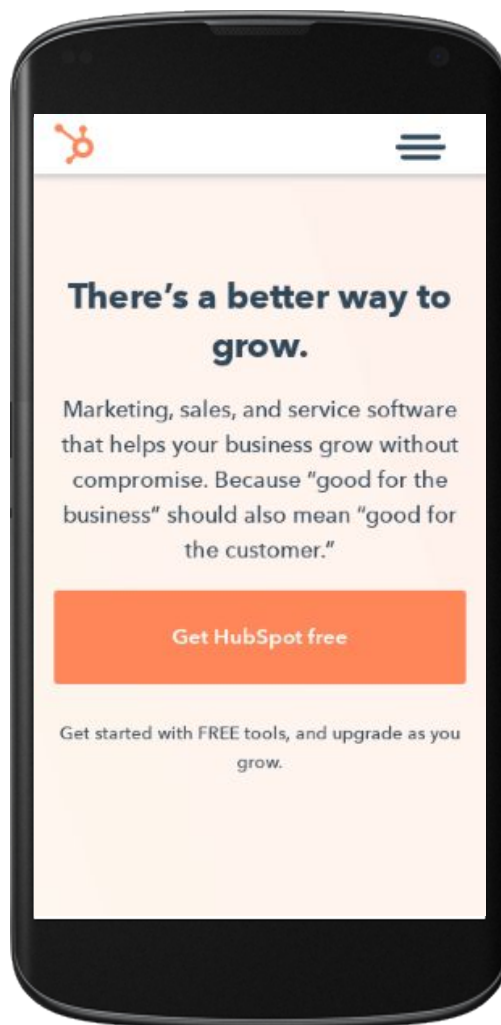 There’s a better way to
grow.
Marketing, sales, and service software
that helps your business grow without
compromise. Because “good for the
business” should also mean “good for
the customer.”
Get HubSpot free
Get started with FREE tools, and upgrade as you
grow.